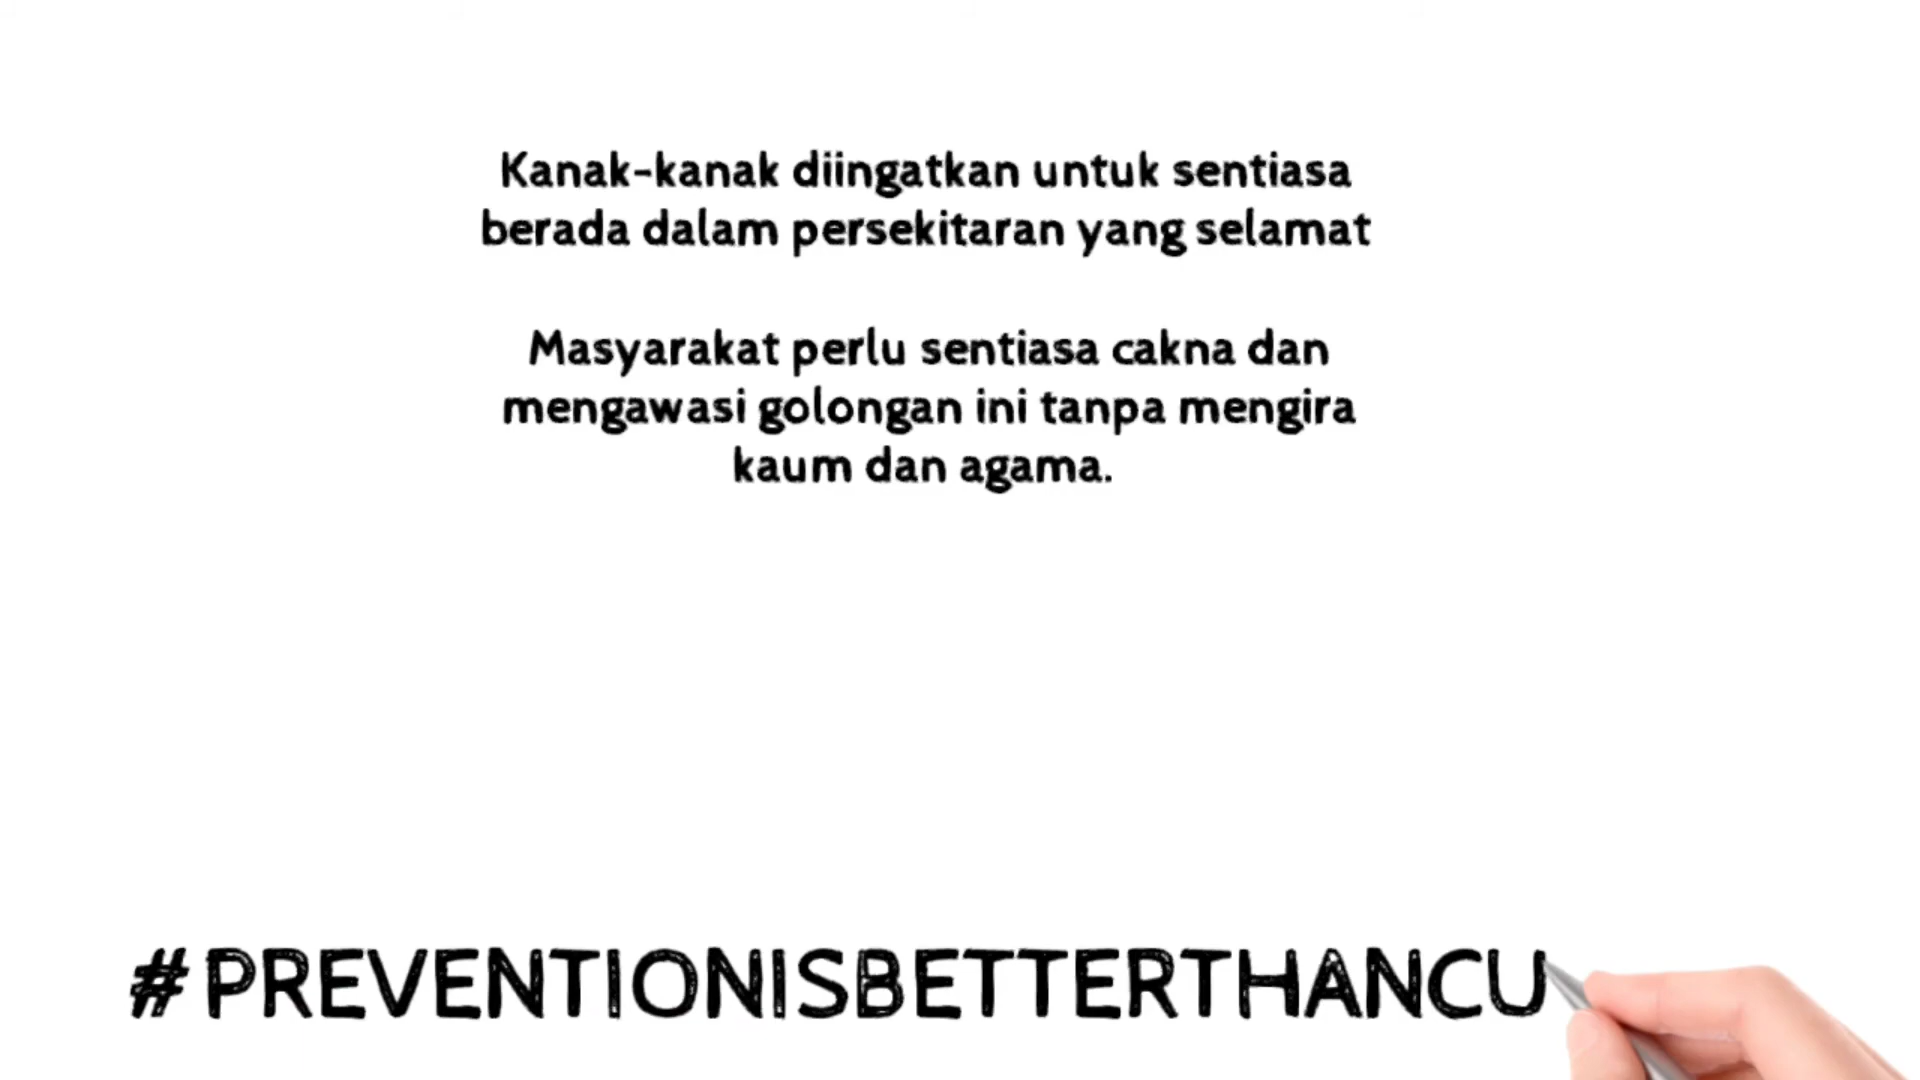 Kanak-kanak diingatkan untuk sentiasa
berada dalam persekitaran yang selamat
Masyarakat perlu sentiasa cakna dan
mengawasi golongan ini tanpa mengira
kaum dan agama.
#PREVENTIONISBETTERTHANCU